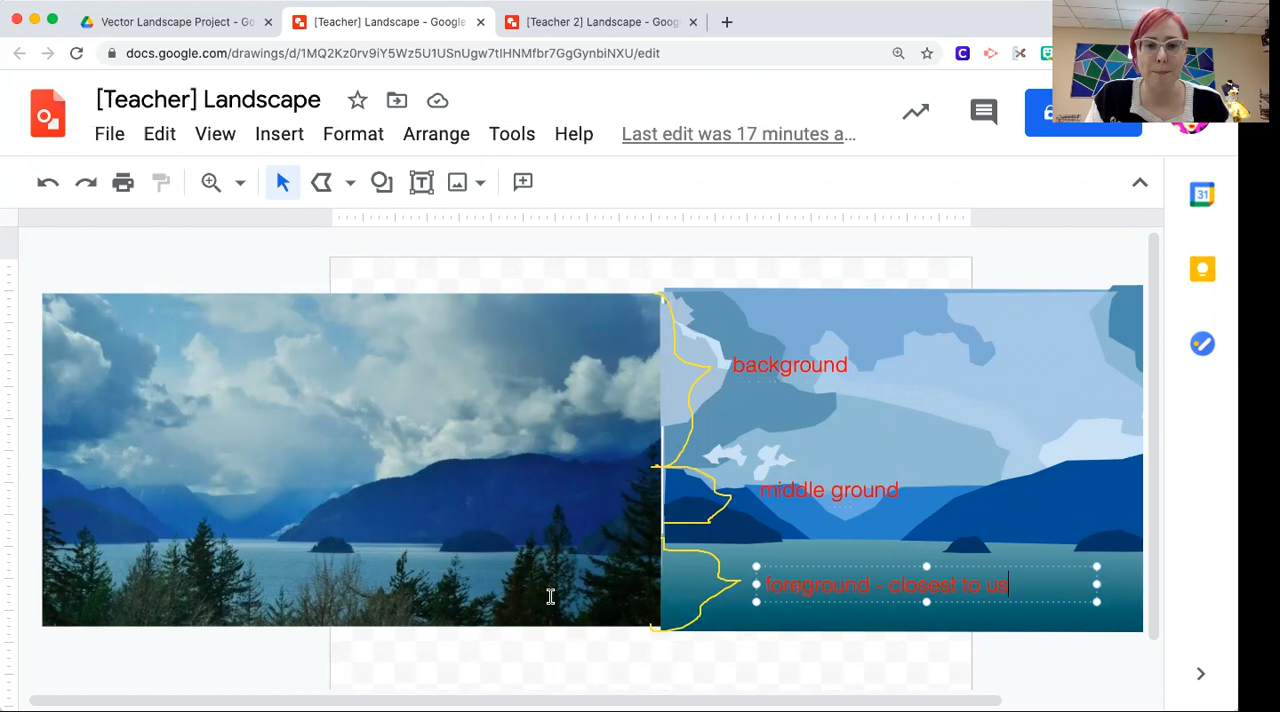 Vector Landscape Project - Go
[Teacher] Landscape - Google
[Teacher 2] Landscape - Goog
docs.google.com/drawings/d/1MQ2Kz0rv9iY5Wz5U1USnUgw7tIHNMfbr7GgGynbiNXU/edit
[Teacher] Landscape
File Edit View Insert Format Arrange Tools Help Last edit was 17 minutes a...
31
background
middle ground
foreground - closest to us